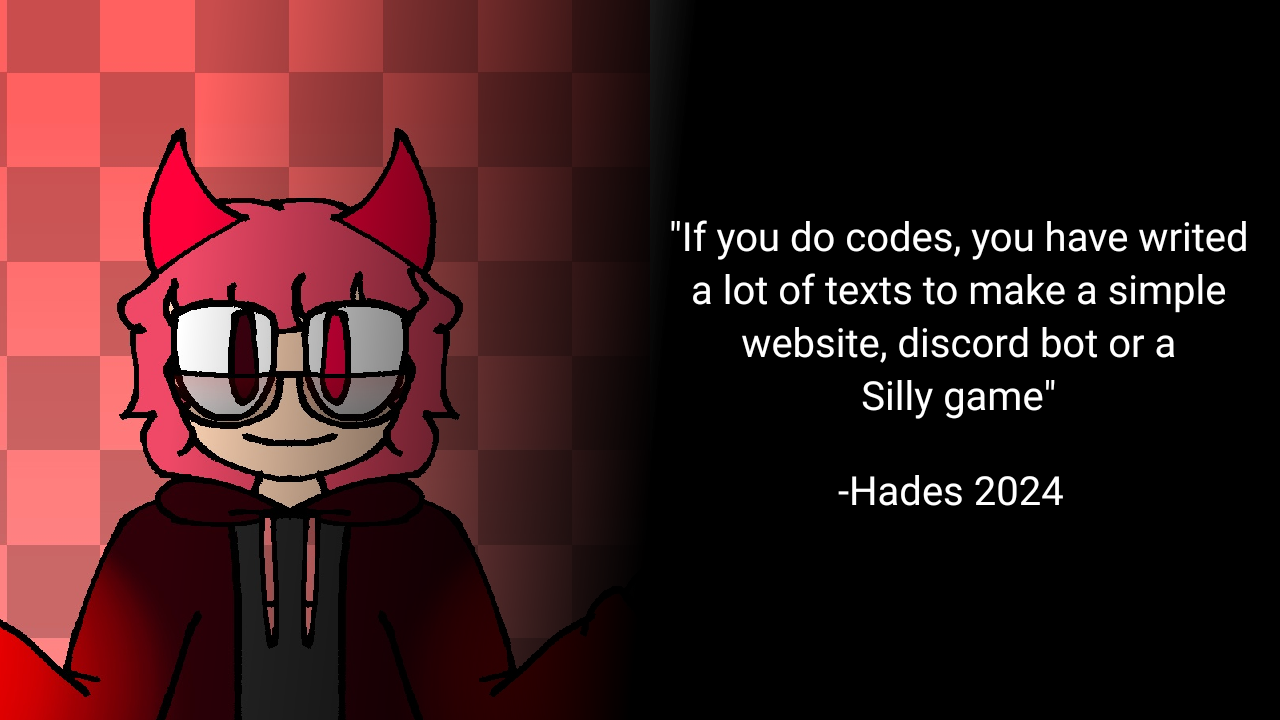 "If you do codes, you have writed
a lot of texts to make a simple
website, discord bot or a
Silly game"
-Hades 2024